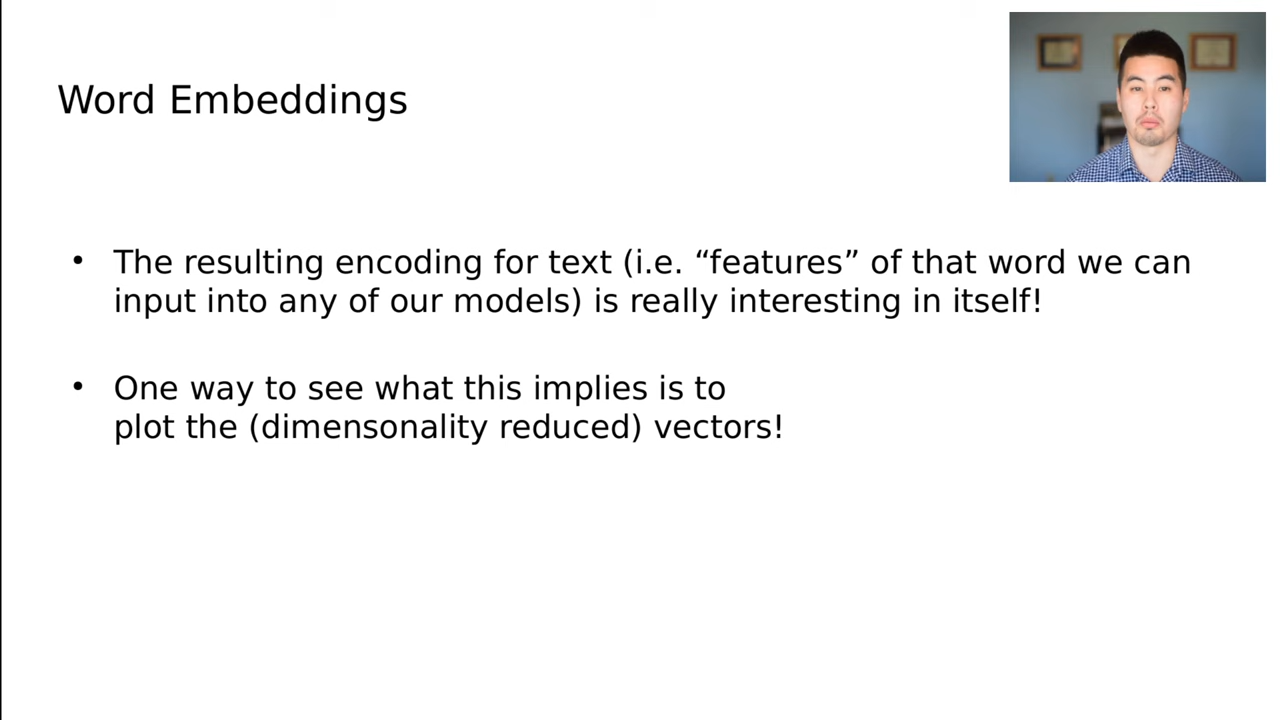 Word Embeddings
• The resulting encoding for text (i.e. “features” of that word we can
input into any of our models) is really interesting in itself!
• One way to see what this implies is to
plot the (dimensonality reduced) vectors!